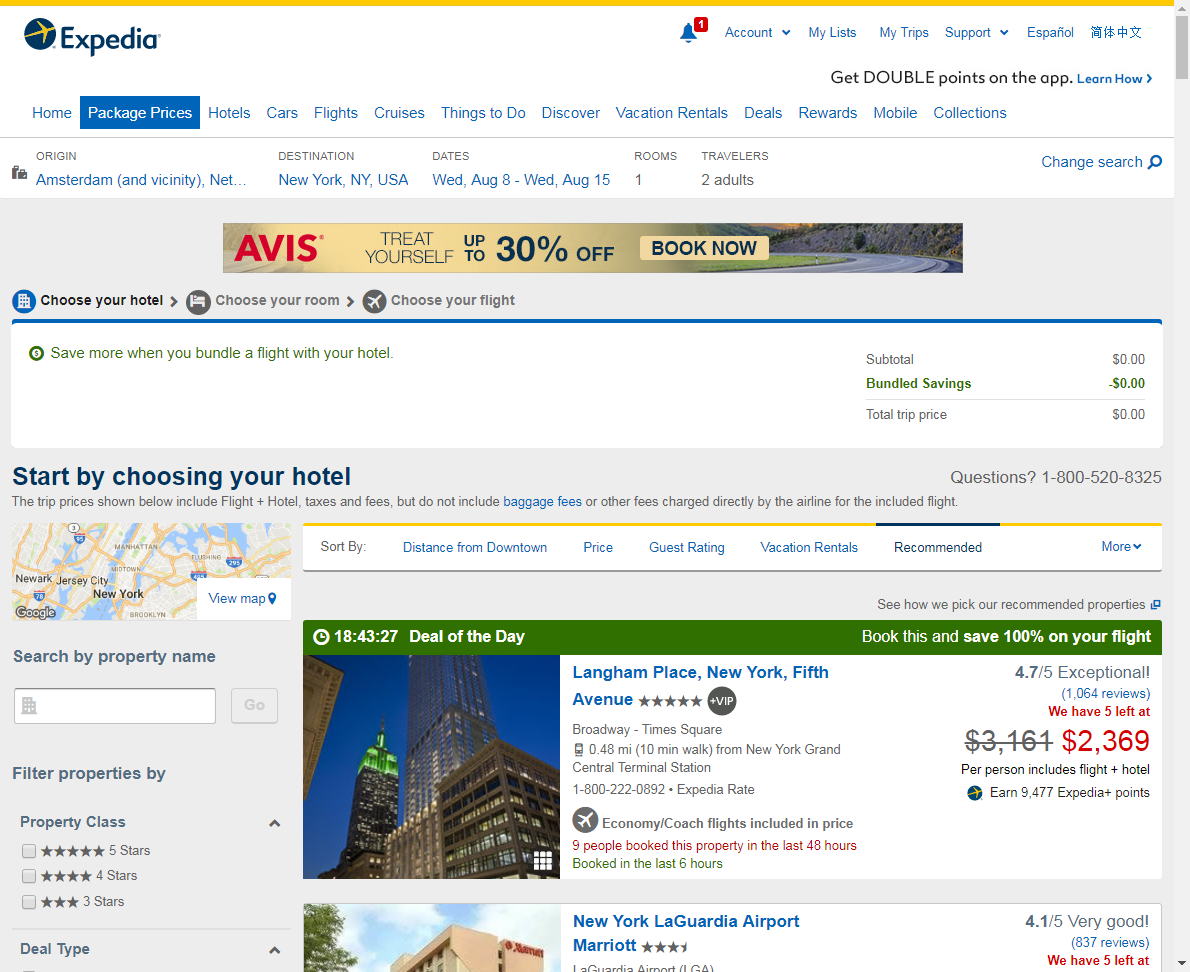 Expedia
1
Account
My Lists
My Trips
Support
Español
简体中文
Get DOUBLE points on the app. Learn How
Home
Package Prices
Hotels
Cars
Flights
Cruises
Things to Do
Discover
Vacation Rentals
Deals
Rewards
Mobile
Collections
ORIGIN
Amsterdam (and vicinity), Net...
DESTINATION
New York, NY, USA
DATES
Wed, Aug 8 - Wed, Aug 15
ROOMS
1
TRAVELERS
2 adults
Change search
AVIS
TREAT YOURSELF
UP TO 30% OFF
BOOK NOW
Choose your hotel
Choose your room
Choose your flight
Save more when you bundle a flight with your hotel.
Subtotal $0.00
Bundled Savings -$0.00
Total trip price $0.00
Start by choosing your hotel
Questions? 1-800-520-8325
The trip prices shown below include Flight + Hotel, taxes and fees, but do not include baggage fees or other fees charged directly by the airline for the included flight.
3
95
MANHATTAN
FLUSHING
MIDTOWN
295
495
Newark
Jersey City
78
New York
BROOKLYN
Google
View map
Sort By:
Distance from Downtown
Price
Guest Rating
Vacation Rentals
Recommended
More
See how we pick our recommended properties
Search by property name
Go
Filter properties by
Property Class
5 Stars
4 Stars
3 Stars
Deal Type
18:43:27 Deal of the Day
Book this and save 100% on your flight
Langham Place, New York, Fifth
Avenue
+VIP
Broadway - Times Square
0.48 mi (10 min walk) from New York Grand
Central Terminal Station
1-800-222-0892 • Expedia Rate
Economy/Coach flights included in price
9 people booked this property in the last 48 hours
Booked in the last 6 hours
4.7/5 Exceptional!
(1,064 reviews)
We have 5 left at
$3,161 $2,369
Per person includes flight + hotel
Earn 9,477 Expedia+ points
Marriott
New York LaGuardia Airport
Marriott
LaGuardia Airport (LGA)
4.1/5 Very good!
(837 reviews)
We have 5 left at